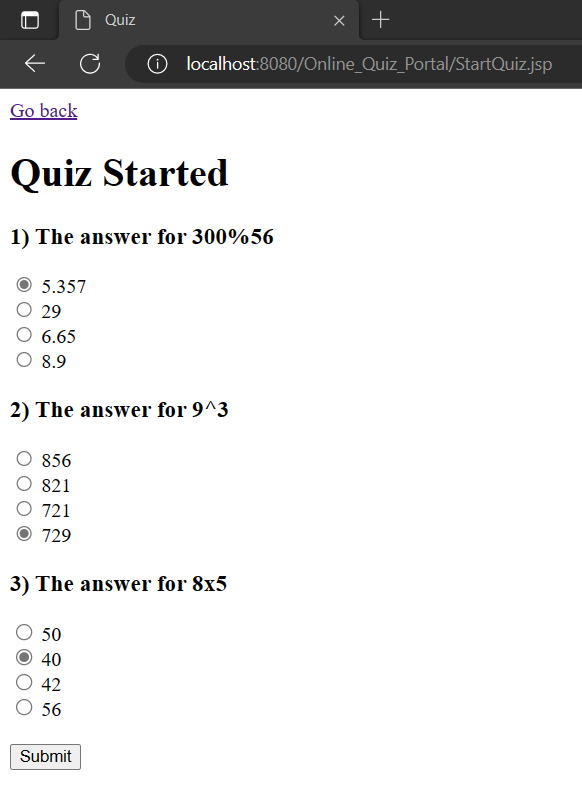 Quiz
localhost:8080/Online_Quiz_Portal/StartQuiz.jsp
Go back
Quiz Started
1) The answer for 300%56
5.357
29
6.65
8.9
2) The answer for 9^3
856
821
721
729
3) The answer for 8x5
50
40
42
56
Submit